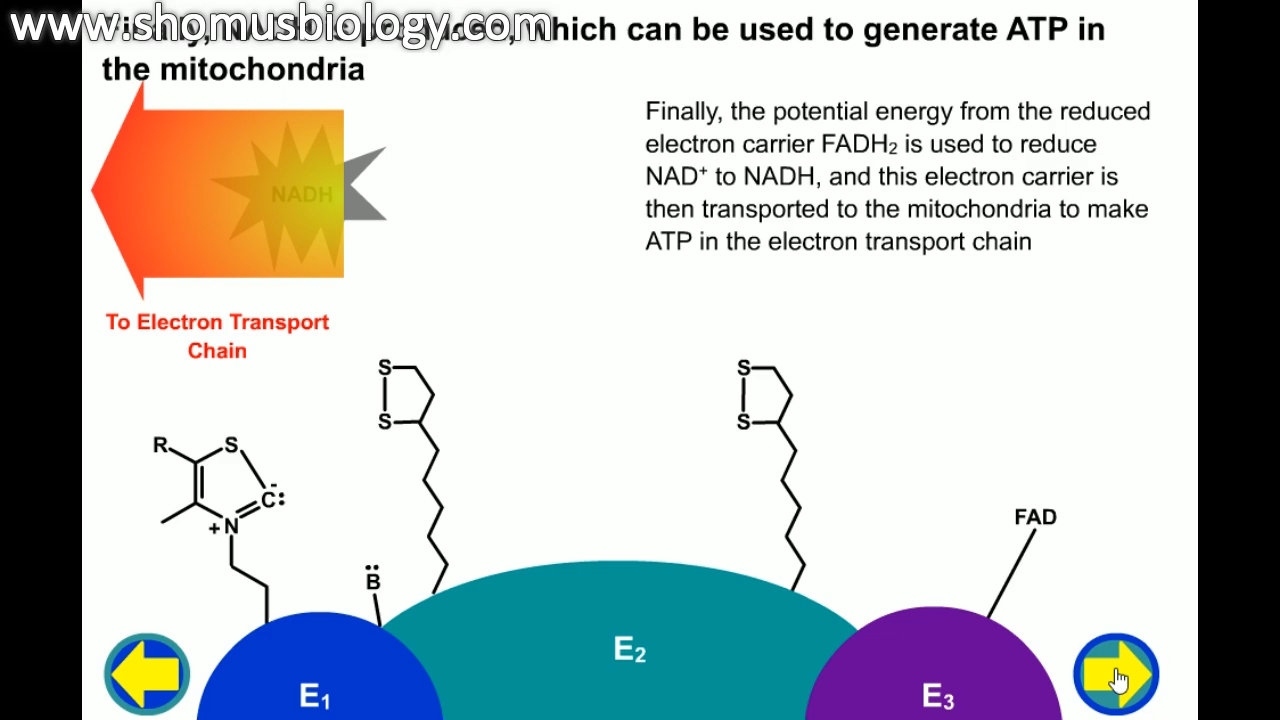 www.shomusbiology.com, which can be used to generate ATP in
the mitochondria
Finally, the potential energy from the reduced
electron carrier FADH₂ is used to reduce
NAD⁺ to NADH, and this electron carrier is
then transported to the mitochondria to make
ATP in the electron transport chain
NADH
To Electron Transport
Chain
S
S
S
S
R
S
C:
-
+N
B
FAD
E₁
E₂
E₃